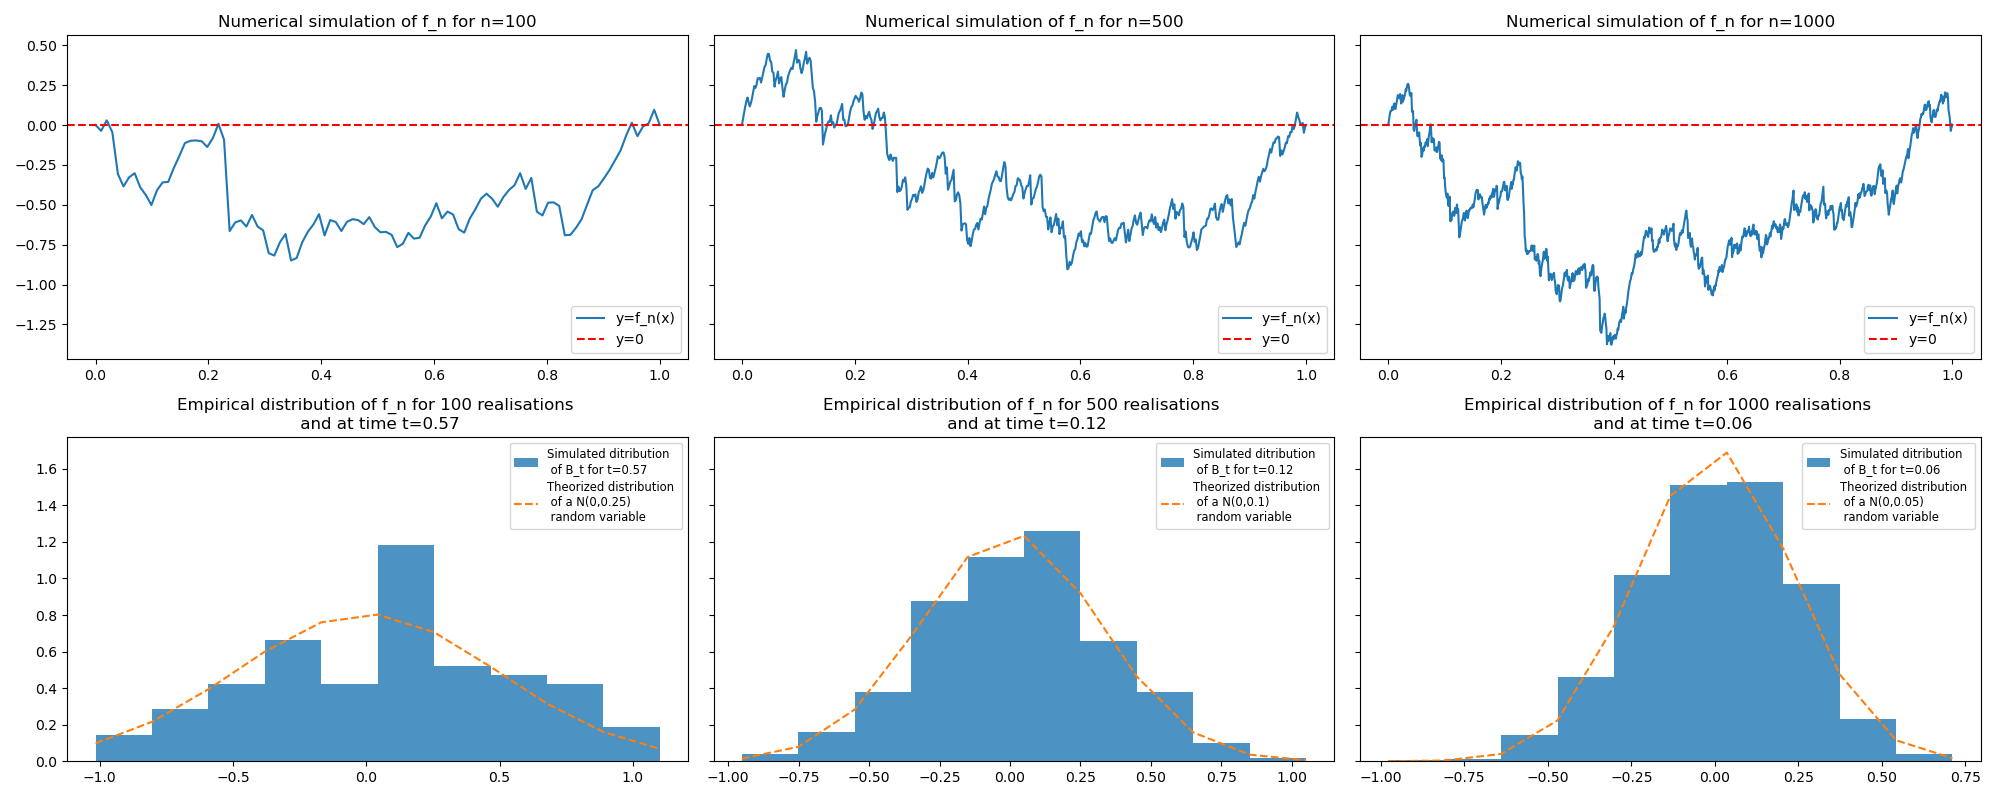 Numerical simulation of f_n for n=100
0.50
0.25
0.00
−0.25
−0.50
−0.75
−1.00
−1.25
0.0 0.2 0.4 0.6 0.8 1.0
y=f_n(x)
y=0
Numerical simulation of f_n for n=500
0.0 0.2 0.4 0.6 0.8 1.0
y=f_n(x)
y=0
Numerical simulation of f_n for n=1000
0.0 0.2 0.4 0.6 0.8 1.0
y=f_n(x)
y=0
Empirical distribution of f_n for 100 realisations
and at time t=0.57
1.6
1.4
1.2
1.0
0.8
0.6
0.4
0.2
0.0
−1.0 −0.5 0.0 0.5 1.0
Simulated ditribution
of B_t for t=0.57
Theorized distribution
of a N(0,0.25)
random variable
Empirical distribution of f_n for 500 realisations
and at time t=0.12
−1.00 −0.75 −0.50 −0.25 0.00 0.25 0.50 0.75 1.00
Simulated ditribution
of B_t for t=0.12
Theorized distribution
of a N(0,0.1)
random variable
Empirical distribution of f_n for 1000 realisations
and at time t=0.06
−1.00 −0.75 −0.50 −0.25 0.00 0.25 0.50 0.75
Simulated ditribution
of B_t for t=0.06
Theorized distribution
of a N(0,0.05)
random variable